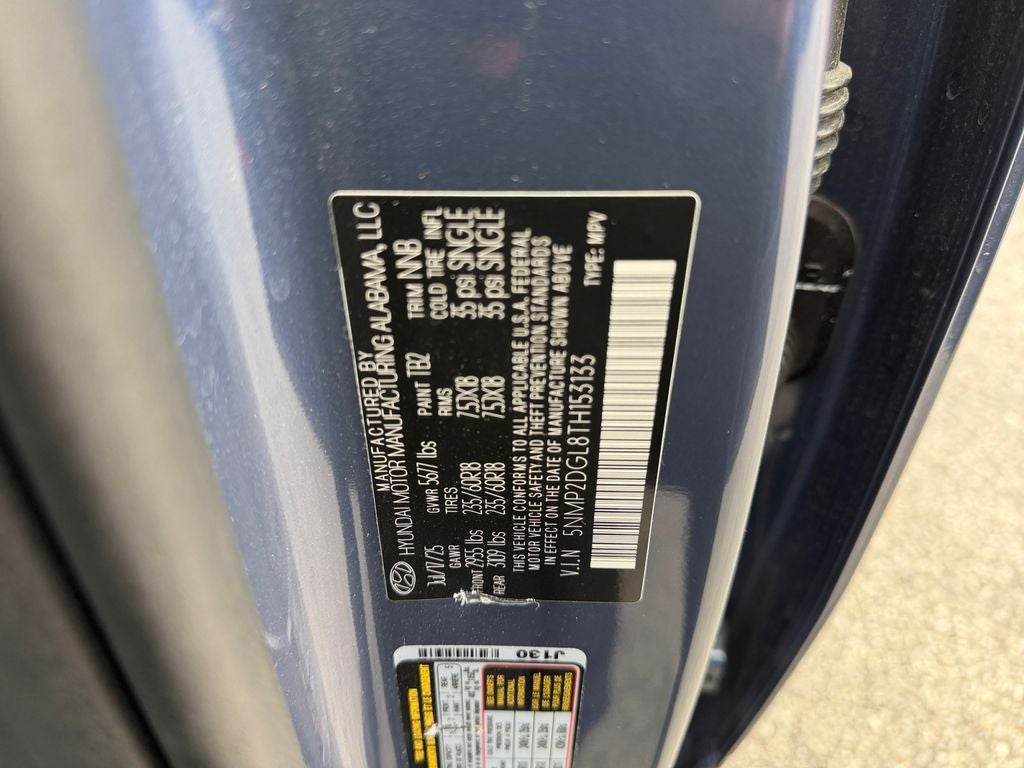 MANUFACTURED BY
HYUNDAI MOTOR MANUFACTURING ALABAMA, LLC
Jul/17/25 GVWR 5677 lbs PAINT TB2 TRIM NNB
GAWR TIRES RIMS COLD TIRE INFL
FRONT 2955 lbs 235/60R18 7.5JX18 35 psi SINGLE
REAR 3109 lbs 235/60R18 7.5JX18 35 psi SINGLE
THIS VEHICLE CONFORMS TO ALL APPLICABLE U.S.A. FEDERAL
MOTOR VEHICLE SAFETY AND THEFT PREVENTION STANDARDS
IN EFFECT ON THE DATE OF MANUFACTURE SHOWN ABOVE
V.I.N 5NMP2DGL8TH153133 TYPE: MPV
J130